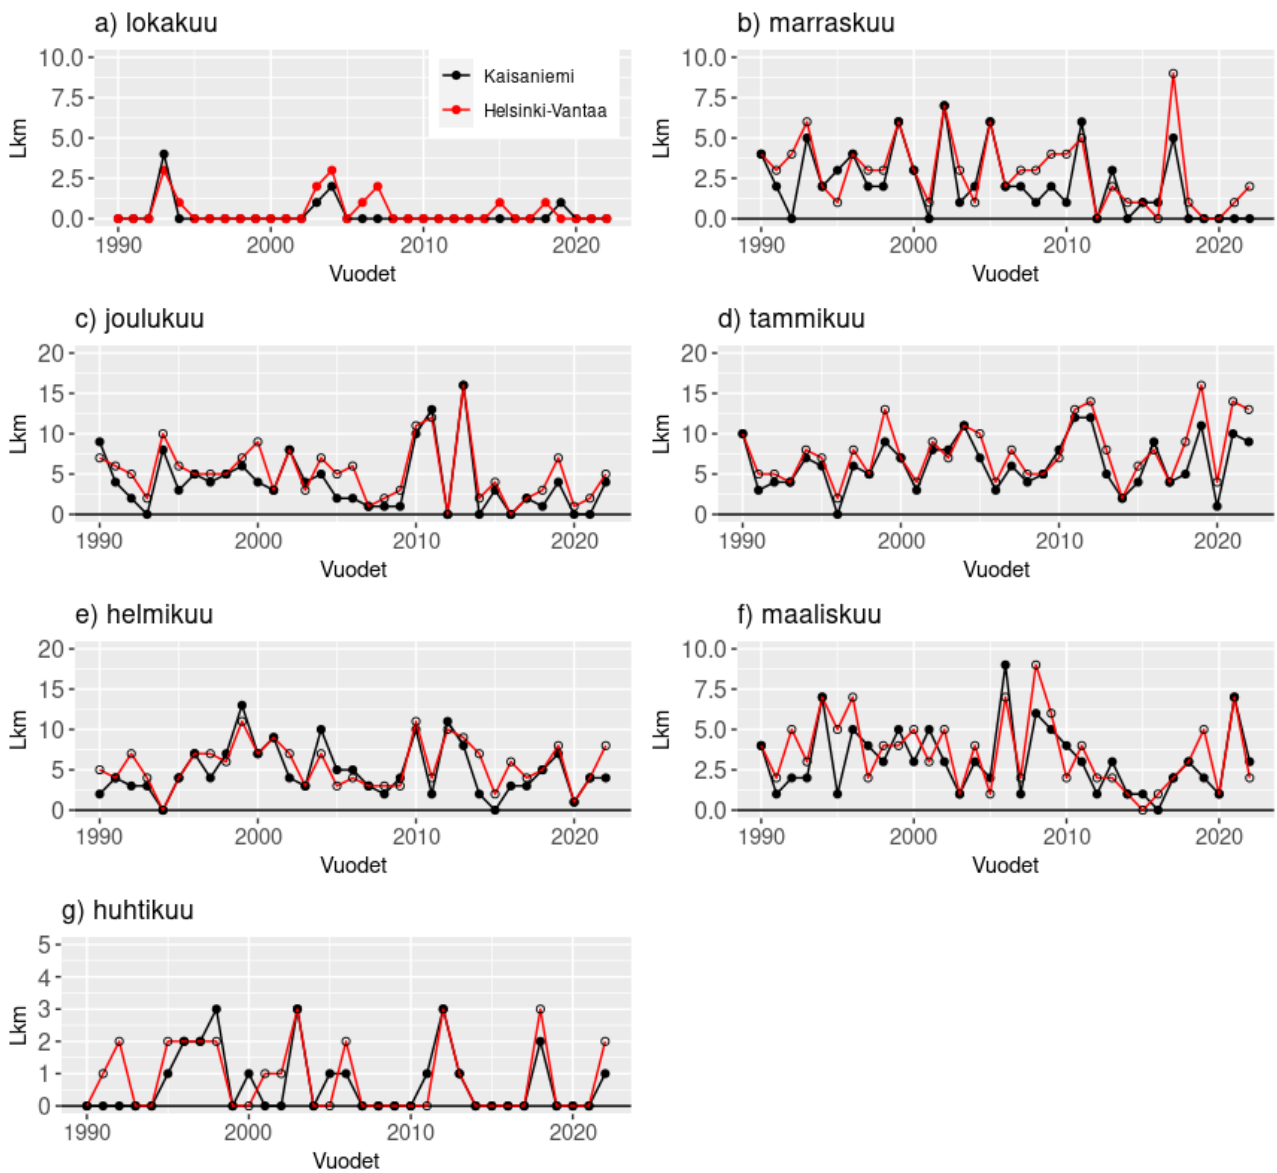 a) lokakuu
10.0
7.5
5.0
2.5
0.0
Lkm
Kaisaniemi
Helsinki-Vantaa
1990 2000 2010 2020
Vuodet
b) marraskuu
10.0
7.5
5.0
2.5
0.0
Lkm
1990 2000 2010 2020
Vuodet
c) joulukuu
20
15
10
5
0
Lkm
1990 2000 2010 2020
Vuodet
d) tammikuu
20
15
10
5
0
Lkm
1990 2000 2010 2020
Vuodet
e) helmikuu
20
15
10
5
0
Lkm
1990 2000 2010 2020
Vuodet
f) maaliskuu
10.0
7.5
5.0
2.5
0.0
Lkm
1990 2000 2010 2020
Vuodet
g) huhtikuu
5
4
3
2
1
0
Lkm
1990 2000 2010 2020
Vuodet